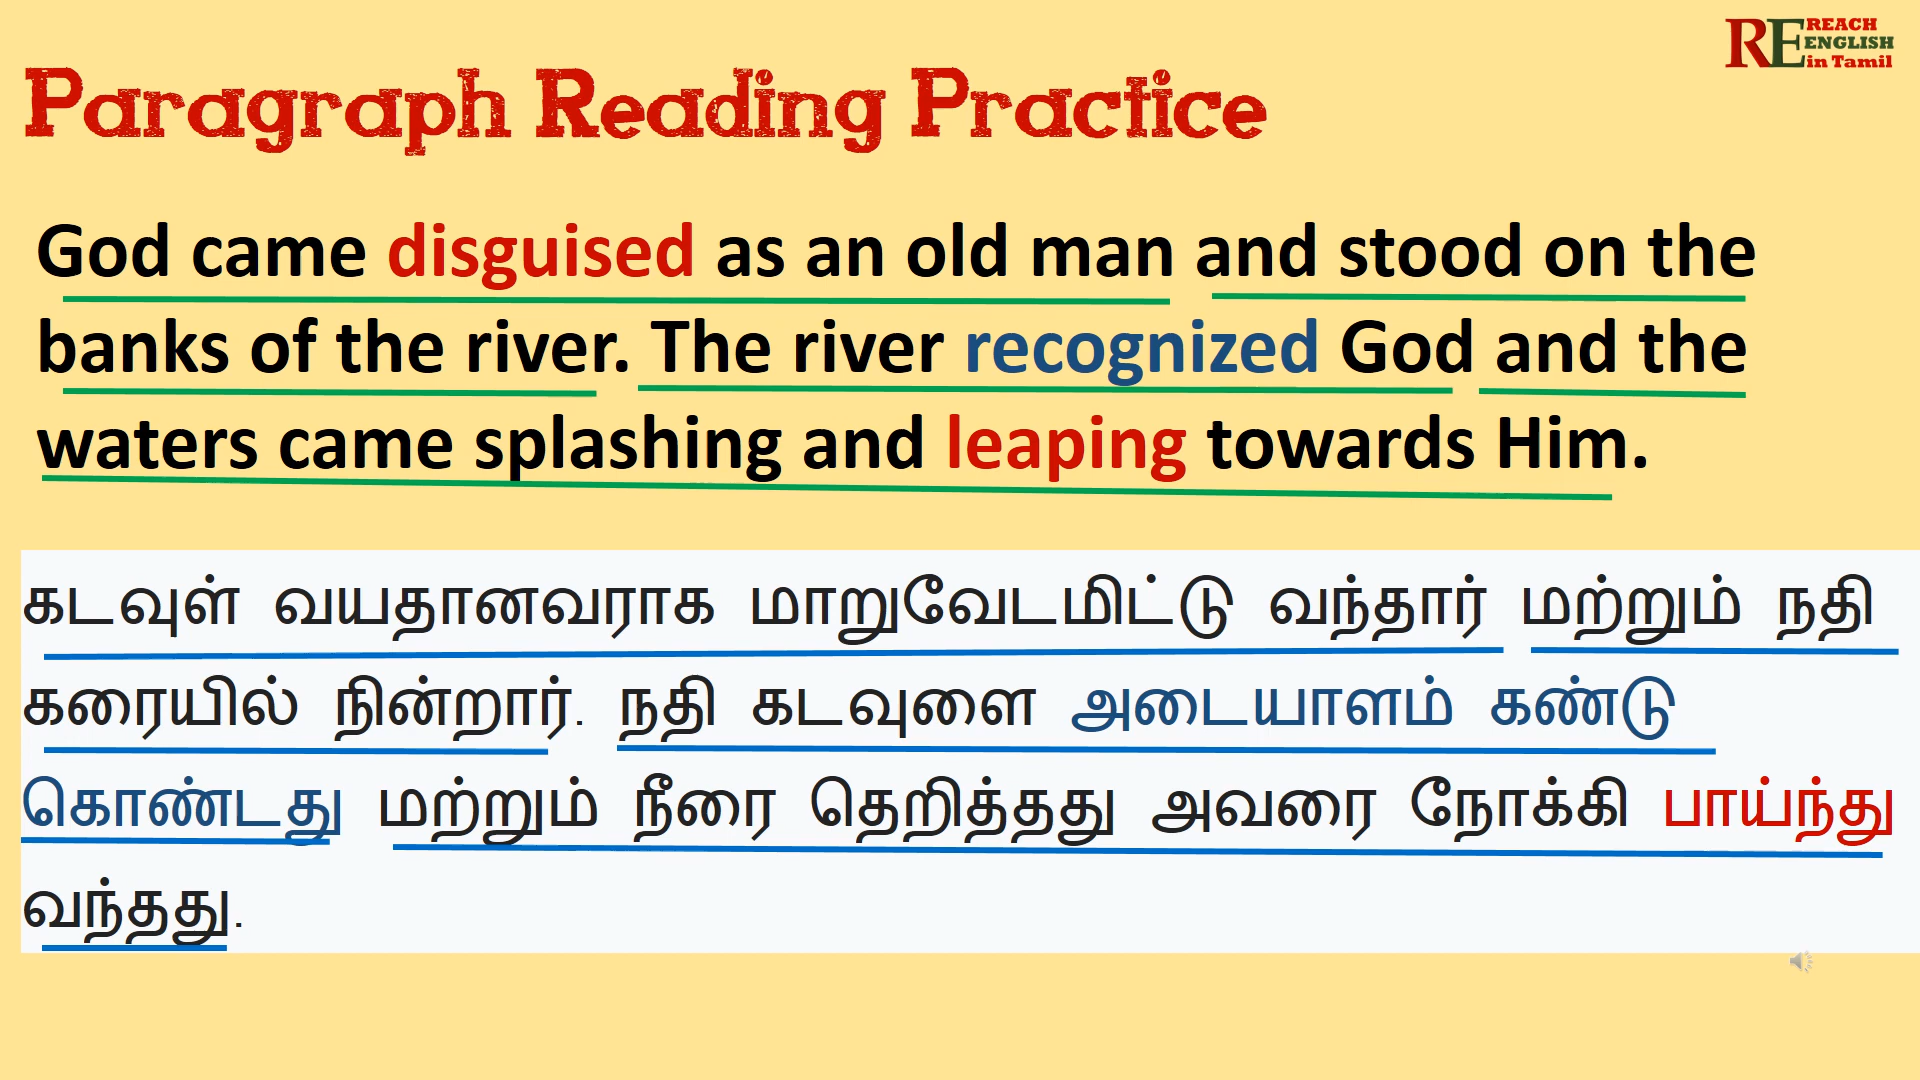 REACH
ENGLISH
in Tamil
RE
Paragraph Reading Practice
God came disguised as an old man and stood on the
banks of the river. The river recognized God and the
waters came splashing and leaping towards Him.
கடவுள் வயதானவராக மாறுவேடமிட்டு வந்தார் மற்றும் நதி
கரையில் நின்றார். நதி கடவுளை அடையாளம் கண்டு
கொண்டது மற்றும் நீரை தெறித்தது அவரை நோக்கி பாய்ந்து
வந்தது.